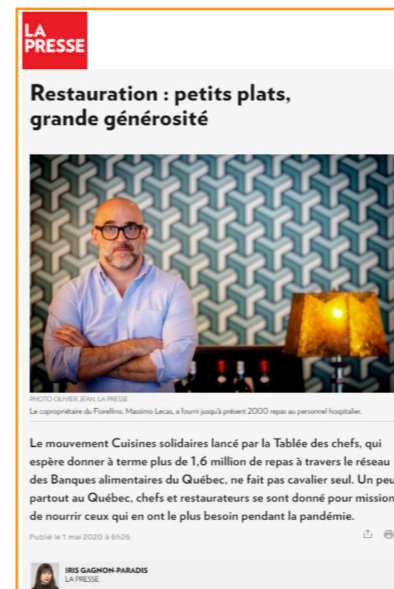 LA
PRESSE
Restauration : petits plats,
grande générosité
PHOTO OLIVIER JEAN, LA PRESSE
Le copropriétaire du Fiorellino, Massimo Lecas, a fourni jusqu'à présent 2000 repas au personnel hospitalier.
Le mouvement Cuisines solidaires lancé par la Tablée des chefs, qui
espère donner à terme plus de 1,6 million de repas à travers le réseau
des Banques alimentaires du Québec, ne fait pas cavalier seul. Un peu
partout au Québec, chefs et restaurateurs se sont donné pour mission
de nourrir ceux qui en ont le plus besoin pendant la pandémie.
Publié le 1 mai 2020 à 6h26
IRIS GAGNON-PARADIS
LA PRESSE